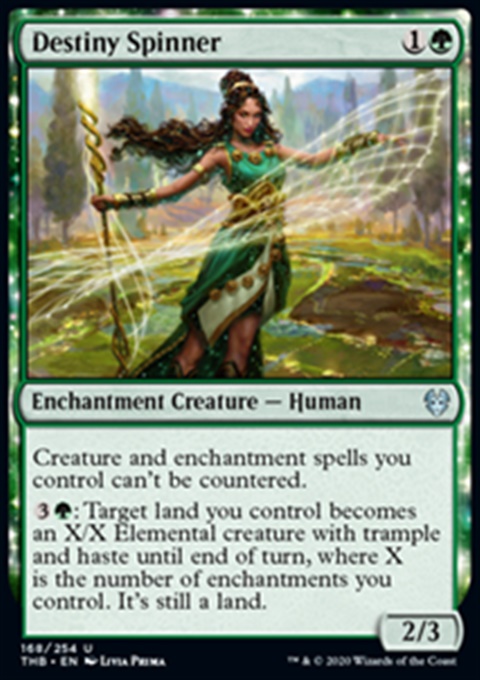 Destiny Spinner 1
Enchantment Creature — Human
Creature and enchantment spells you
control can't be countered.
3: Target land you control becomes
an X/X Elemental creature with trample
and haste until end of turn, where X
is the number of enchantments you
control. It's still a land.
2/3
168/254 U
THB • EN Livia Prima
™ & © 2020 Wizards of the Coast